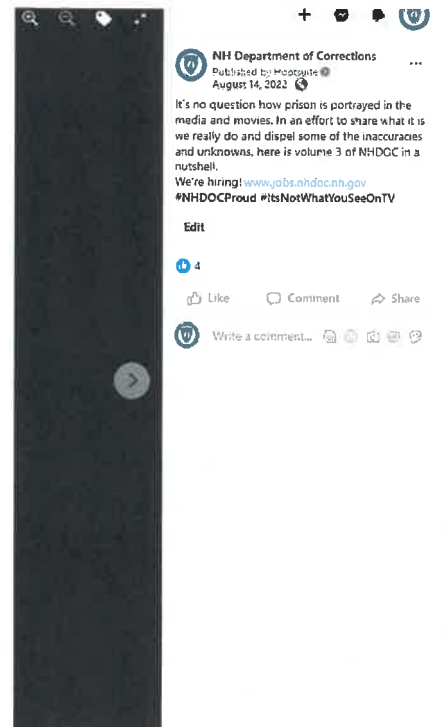 NH Department of Corrections
Published by Hootsuite
August 14, 2022
It's no question how prison is portrayed in the
media and movies. In an effort to share what it is
we really do and dispel some of the inaccuracies
and unknowns, here is volume 3 of NHDOC in a
nutshell.
We're hiring! www.jobs.nhdoc.nh.gov
#NHDOCProud #ItsNotWhatYouSeeOnTV
Edit
4
Like Comment Share
Write a comment...